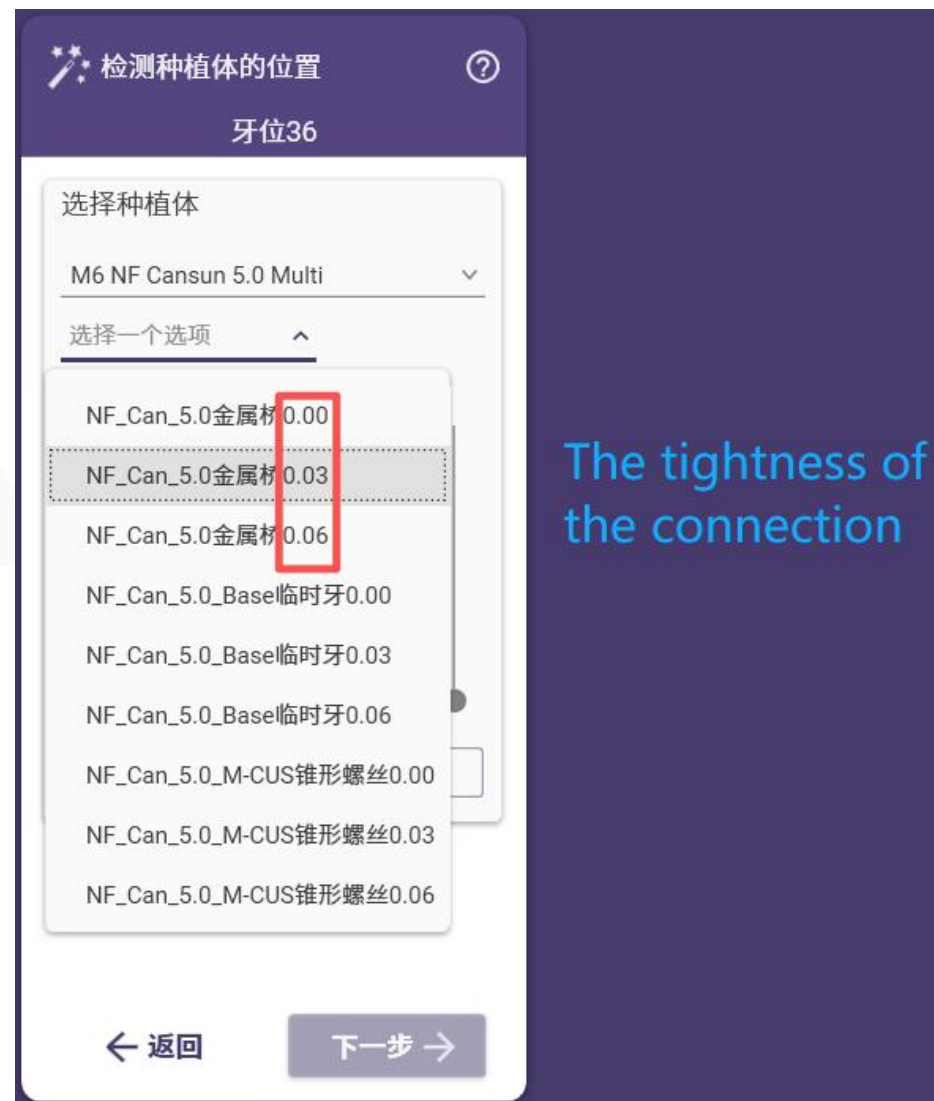 检测种植体的位置
牙位36
选择种植体
M6 NF Cansun 5.0 Multi
选择一个选项
NF_Can_5.0金属桥0.00
NF_Can_5.0金属桥0.03
NF_Can_5.0金属桥0.06
NF_Can_5.0_Base临时牙0.00
NF_Can_5.0_Base临时牙0.03
NF_Can_5.0_Base临时牙0.06
NF_Can_5.0_M-CUS锥形螺丝0.00
NF_Can_5.0_M-CUS锥形螺丝0.03
NF_Can_5.0_M-CUS锥形螺丝0.06
返回
下一步
The tightness of
the connection